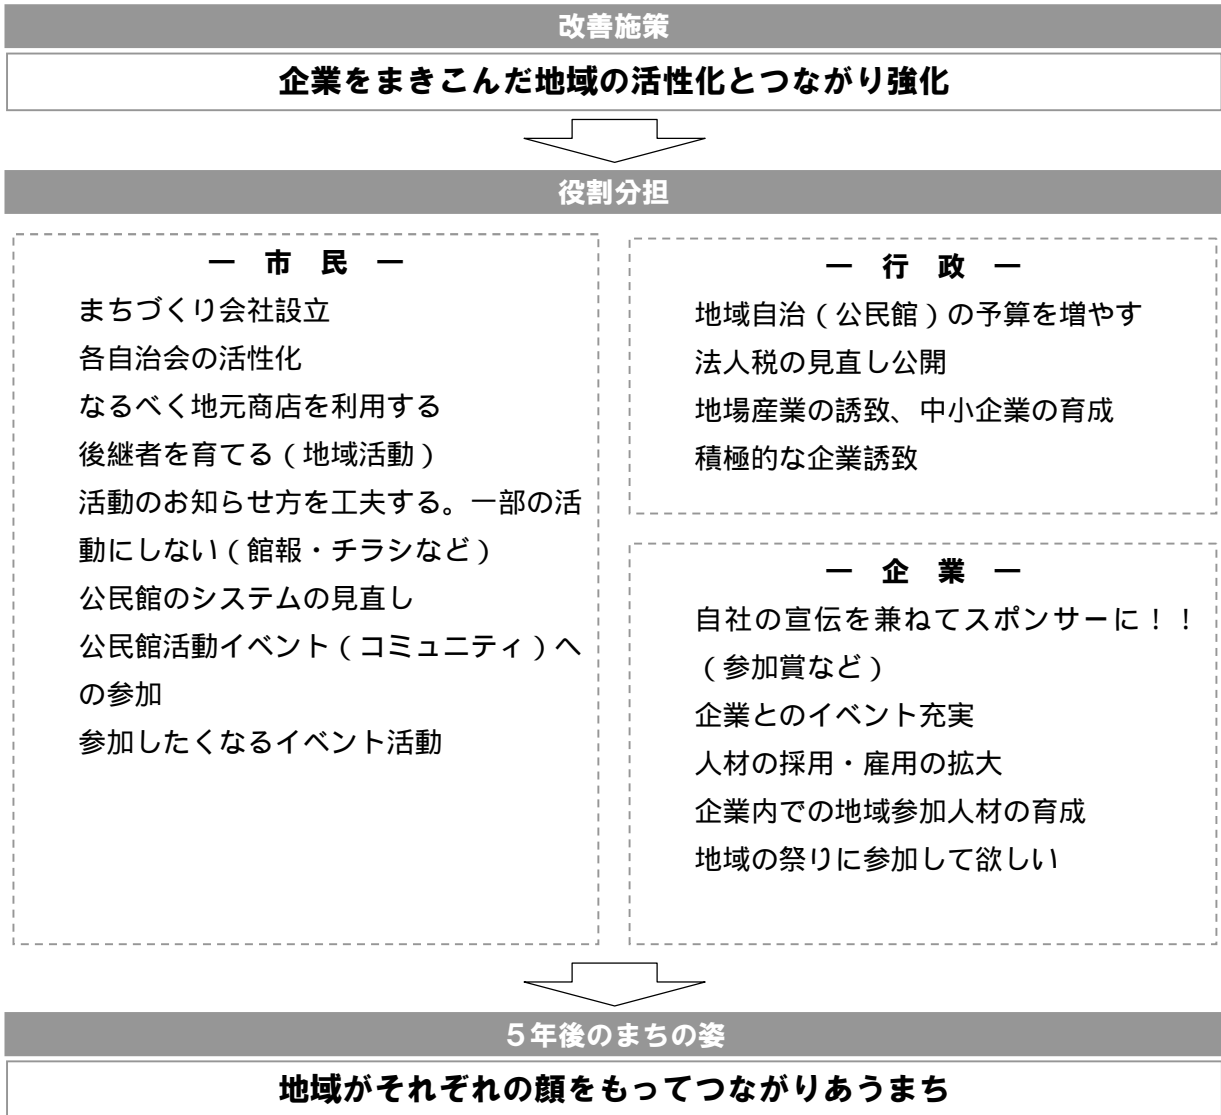 改善施策
企業をまきこんだ地域の活性化とつながり強化
役割分担
― 市 民 ―
まちづくり会社設立
各自治会の活性化
なるべく地元商店を利用する
後継者を育てる（地域活動）
活動のお知らせ方を工夫する。一部の活
動にしない（館報・チラシなど）
公民館のシステムの見直し
公民館活動イベント（コミュニティ）へ
の参加
参加したくなるイベント活動
― 行 政 ―
地域自治（公民館）の予算を増やす
法人税の見直し公開
地場産業の誘致、中小企業の育成
積極的な企業誘致
― 企 業 ―
自社の宣伝を兼ねてスポンサーに！！
（参加賞など）
企業とのイベント充実
人材の採用・雇用の拡大
企業内での地域参加人材の育成
地域の祭りに参加して欲しい
５年後のまちの姿
地域がそれぞれの顔をもってつながりあうまち